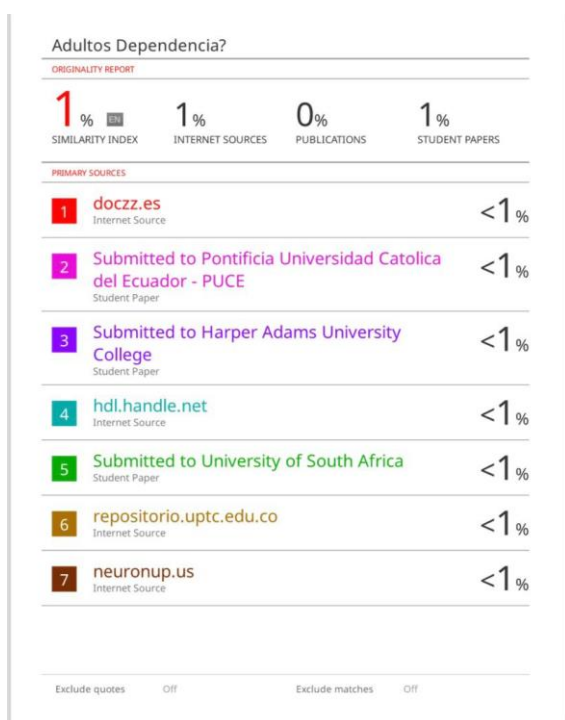 Adultos Dependencia?
ORIGINALITY REPORT
1% EN 1% 0% 1%
SIMILARITY INDEX INTERNET SOURCES PUBLICATIONS STUDENT PAPERS
PRIMARY SOURCES
1 doczz.es <1%
Internet Source
2 Submitted to Pontificia Universidad Catolica
del Ecuador - PUCE <1%
Student Paper
3 Submitted to Harper Adams University
College <1%
Student Paper
4 hdl.handle.net <1%
Internet Source
5 Submitted to University of South Africa <1%
Student Paper
6 repositorio.uptc.edu.co <1%
Internet Source
7 neuronup.us <1%
Internet Source
Exclude quotes Off Exclude matches Off